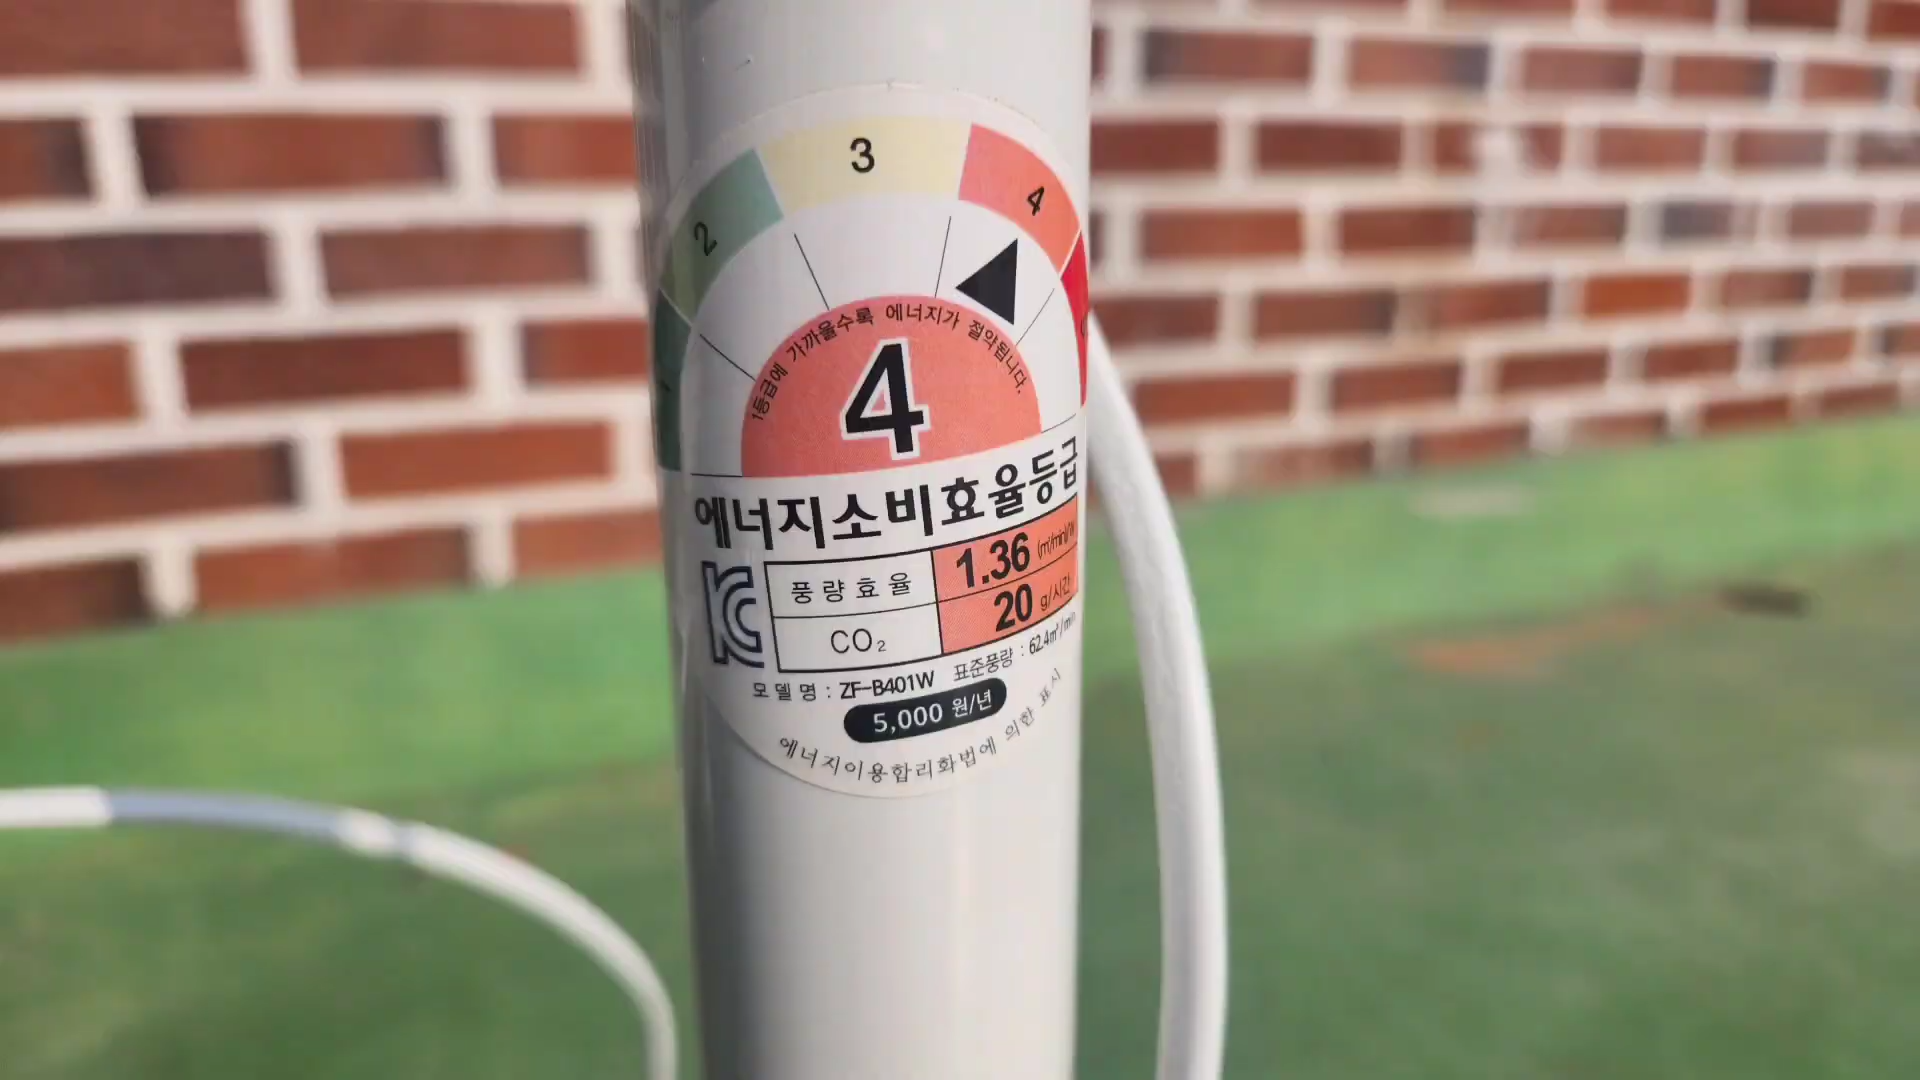 2
3
4
1등급에 가까울수록 에너지가 절약됩니다.
4
에너지소비효율등급
풍량효율 1.36 (㎥/min)/W
CO₂ 20 g/시간
모델명 : ZF-B401W 표준풍량 : 62.4㎥/min
5,000 원/년
에너지이용합리화법에 의한 표시